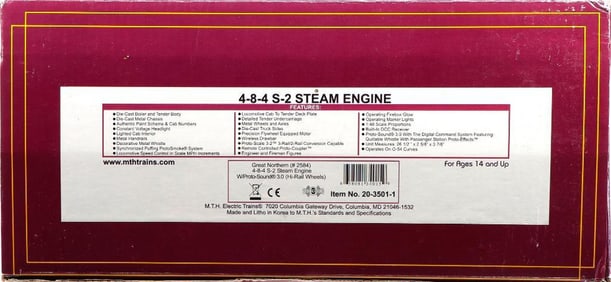 4-8-4 S-2 STEAM ENGINE
FEATURES:
Die-Cast Boiler and Tender Body
Die-Cast Metal Chassis
Authentic Paint Scheme & Cab Numbers
Constant Voltage Headlight
Lighted Cab Interior
Metal Handrails
Decorative Metal Whistle
Synchronized Puffing ProtoSmoke® System
Locomotive Speed Control In Scale MPH Increments
Locomotive Cab To Tender Deck Plate
Detailed Tender Undercarriage
Metal Wheels and Axles
Die-Cast Truck Sides
Precision Flywheel Equipped Motor
Wireless Drawbar
Proto-Scale 3-2™ 3-Rail/2-Rail Conversion Capable
Remote Controlled Proto-Coupler™
Engineer and Fireman Figures
Operating Firebox Glow
Operating Marker Lights
1:48 Scale Proportions
Built-In DCC Receiver
Proto-Sound® 3.0 With The Digital Command System Featuring
Quillable Whistle With Passenger Station Proto-Effects™
Unit Measures: 26 1/2" x 2 5/8" x 3 7/8"
Operates On O-54 Curves
www.mthtrains.com
For Ages 14 and Up
Great Northern (# 2584)
4-8-4 S-2 Steam Engine
W/Proto-Sound® 3.0 (Hi-Rail Wheels)
Item No. 20-3501-1
M.T.H. Electric Trains® 7020 Columbia Gateway Drive, Columbia, MD 21046-1532
Made and Litho in Korea to M.T.H.'s Standards and Specifications